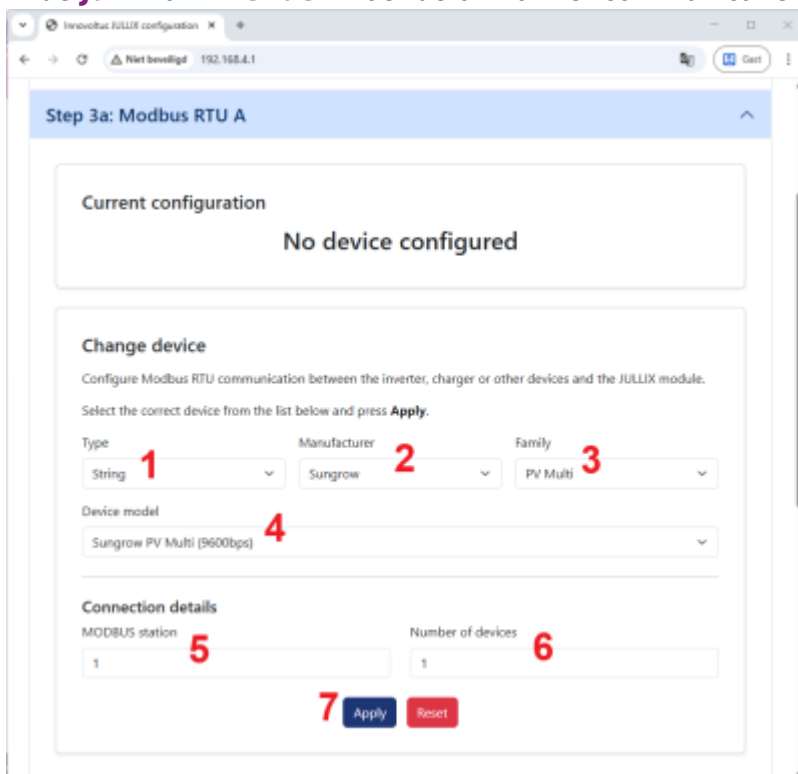 Innovoltus JULLIX configuration
Niet beveiligd 192.168.4.1
Gast
Step 3a: Modbus RTU A
Current configuration
No device configured
Change device
Configure Modbus RTU communication between the inverter, charger or other devices and the JULLIX module.
Select the correct device from the list below and press Apply.
Type Manufacturer Family
1 2 3
String Sungrow PV Multi
Device model
4
Sungrow PV Multi (9600bps)
Connection details
MODBUS station Number of devices
5 6
1 1
7 Apply Reset